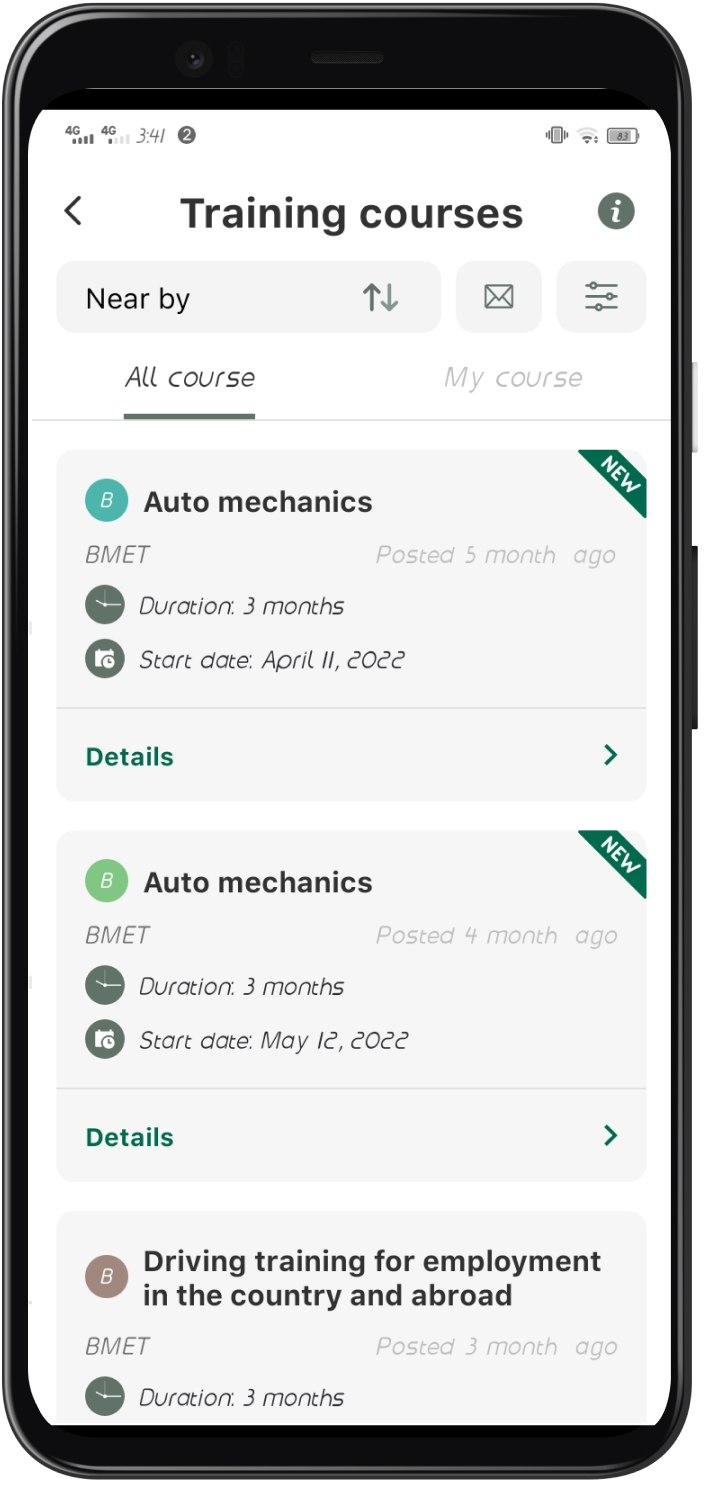 4G 4G 3:41 2 83
Training courses i
Near by
All course My course
NEW
B Auto mechanics
BMET Posted 5 month ago
Duration: 3 months
Start date: April 11, 2022
Details
NEW
B Auto mechanics
BMET Posted 4 month ago
Duration: 3 months
Start date: May 12, 2022
Details
B Driving training for employment
in the country and abroad
BMET Posted 3 month ago
Duration: 3 months